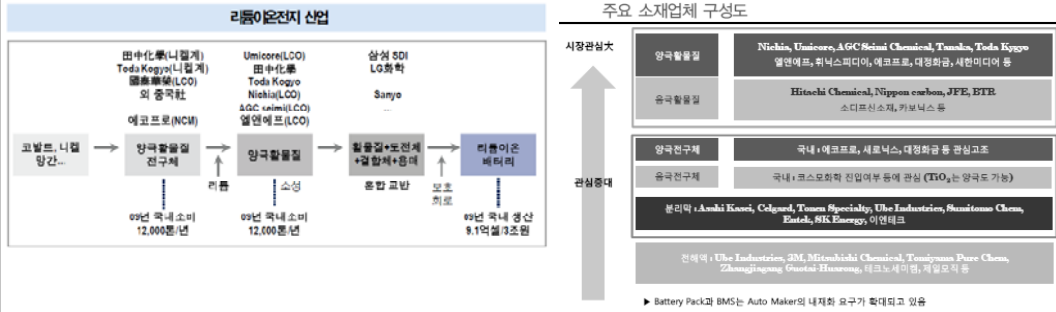 리튬이온전지 산업
田中化學(니켈계)
Toda Kogyo(니켈계)
國泰華榮(LCO)
외 중국社
에코프로(NCM)
Umicore(LCO)
田中化學
Toda Kogyo
Nichia(LCO)
AGC seimi(LCO)
엘앤에프(LCO)
삼성 SDI
LG화학
Sanyo
...
코발트, 니켈
망간...
양극활물질
전구체
양극활물질
활물질+도전체
+결합체+용매
리튬이온
배터리
리튬
소성
혼합 교반
보호
회로
09년 국내소비
12,000톤/년
09년 국내소비
12,000톤/년
09년 국내 생산
9.1억셀/3조원
주요 소재업체 구성도
시장관심大
관심증대
양극활물질
Nichia, Umicore, AGC Seimi Chemical, Tanaka, Toda Kygyo
엘앤에프, 휘닉스피디이, 에코프로, 대정화금, 새한미디어 등
음극활물질
Hitachi Chemical, Nippon carbon, JFE, BTR
소디프신소재, 카보닉스 등
양극전구체
국내 : 에코프로, 새로닉스, 대정화금 등 관심고조
음극전구체
국내 : 코스모화학 진입여부 등에 관심 (TiO₂는 양극도 가능)
분리막 : Asahi Kasei, Celgard, Tonen Specialty, Ube Industries, Sumitomo Chem,
Entek, SK Energy, 이엔테크
전해액 : Ube Industries, 3M, Mitsubishi Chemical, Tomiyama Pure Chem,
Zhangjiagang Guotai-Huarong, 테크노세미켐, 제일모직 등
▶ Battery Pack과 BMS는 Auto Maker의 내재화 요구가 확대되고 있음